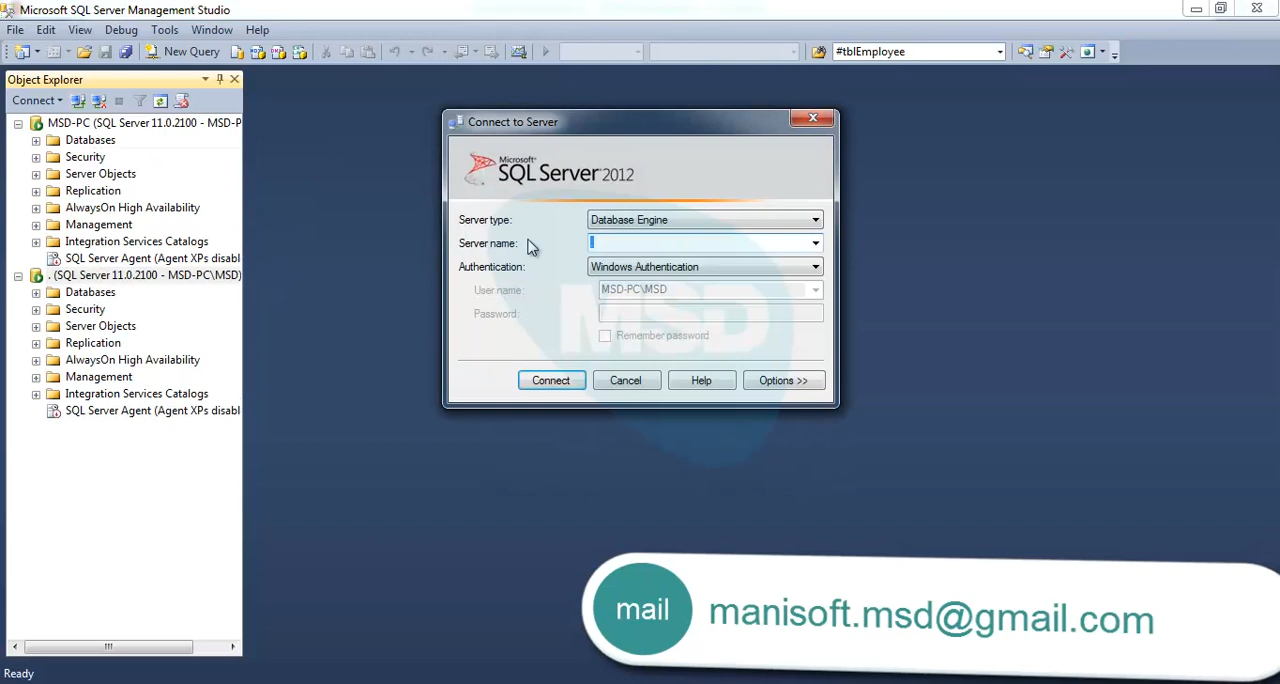 Microsoft SQL Server Management Studio
File Edit View Debug Tools Window Help
New Query #tblEmployee
Object Explorer
Connect
MSD-PC (SQL Server 11.0.2100 - MSD-P
Databases
Security
Server Objects
Replication
AlwaysOn High Availability
Management
Integration Services Catalogs
SQL Server Agent (Agent XPs disabl
. (SQL Server 11.0.2100 - MSD-PC\MSD)
Databases
Security
Server Objects
Replication
AlwaysOn High Availability
Management
Integration Services Catalogs
SQL Server Agent (Agent XPs disabl
Connect to Server
Microsoft®
SQL Server® 2012
Server type: Database Engine
Server name: .
Authentication: Windows Authentication
User name: MSD-PC\MSD
Password:
Remember password
Connect Cancel Help Options >>
MSD
mail manisoft.msd@gmail.com
Ready